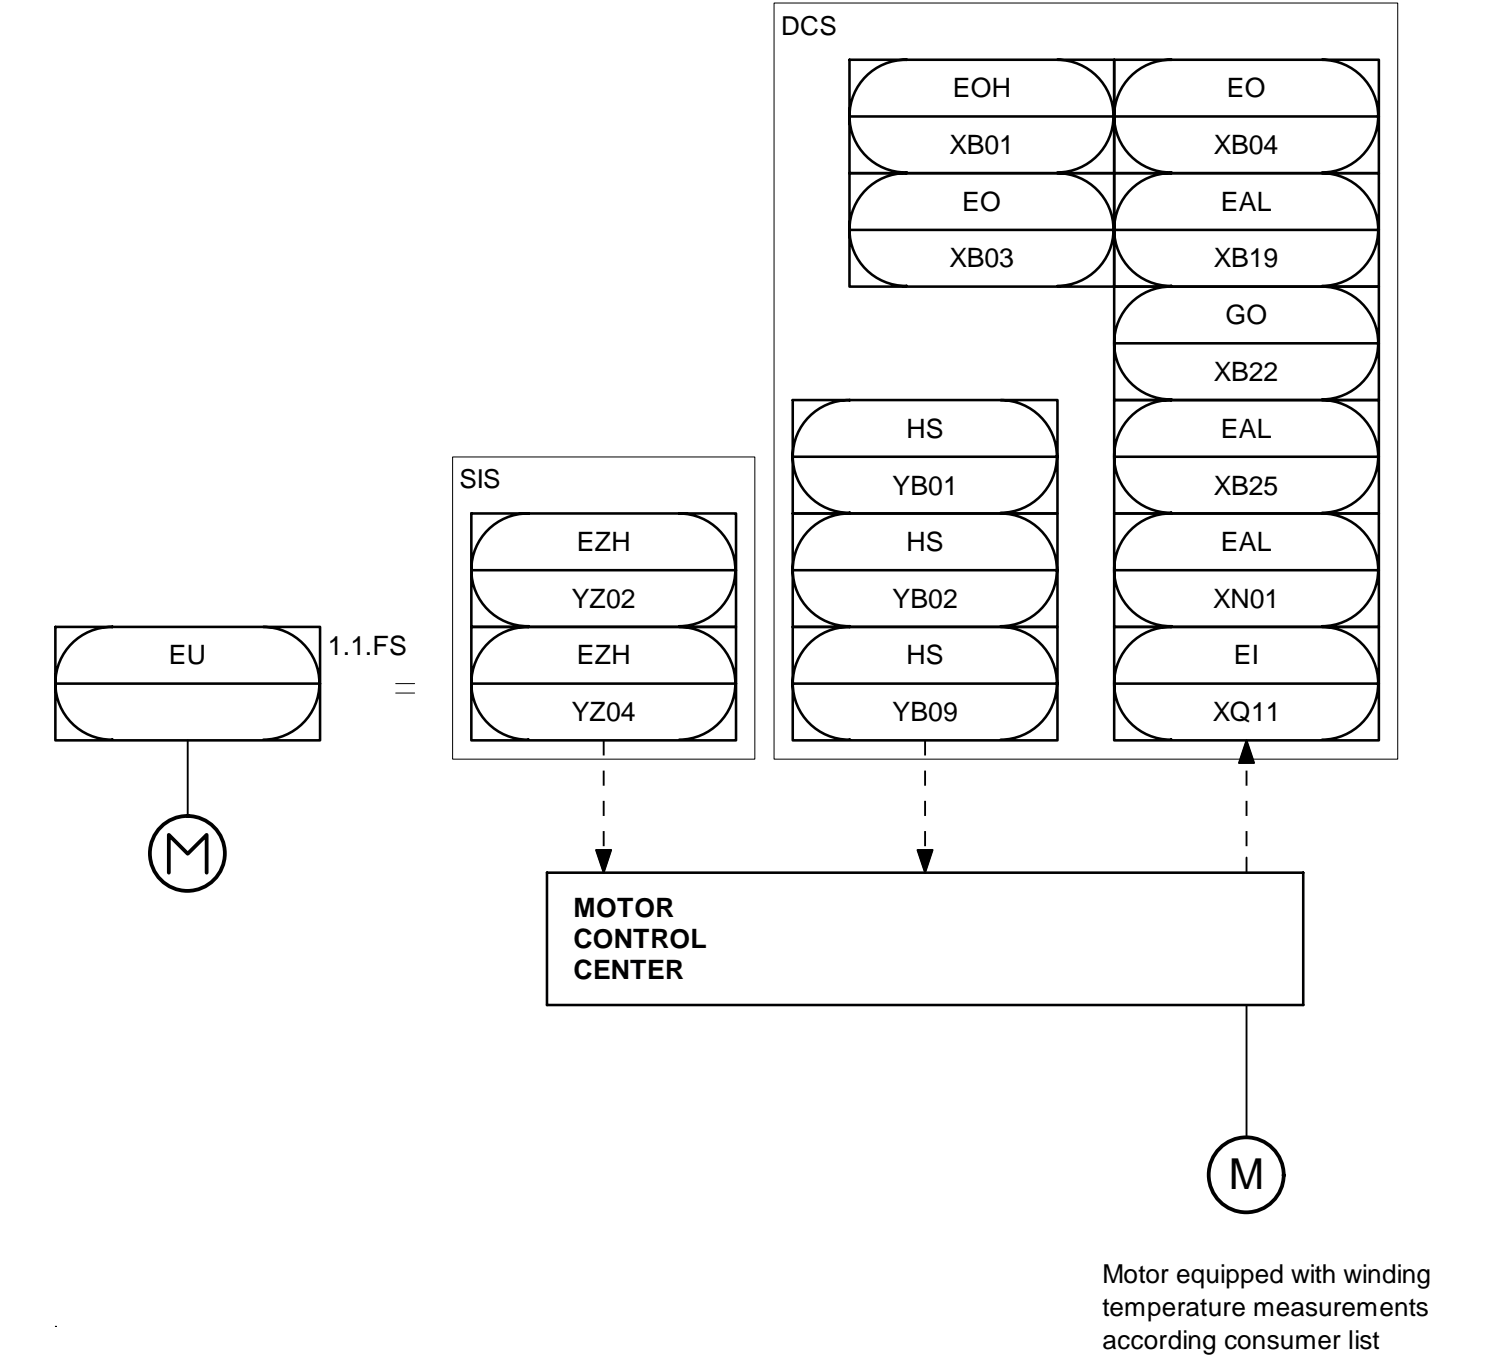 DCS
EOH
EO
XB01
XB04
EO
EAL
XB03
XB19
GO
XB22
HS
EAL
YB01
XB25
SIS
EZH
HS
EAL
YZ02
YB02
XN01
EU
1.1.FS
=
EZH
HS
EI
YZ04
YB09
XQ11
M
MOTOR
CONTROL
CENTER
M
Motor equipped with winding
temperature measurements
according consumer list